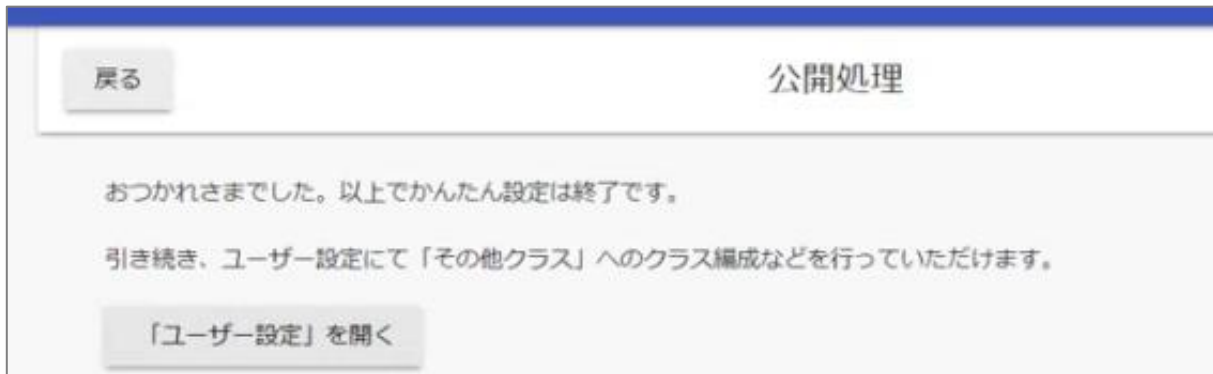 戻る
公開処理
おつかれさまでした。以上でかんたん設定は終了です。
引き続き、ユーザー設定にて「その他クラス」へのクラス編成などを行っていただけます。
「ユーザー設定」を開く